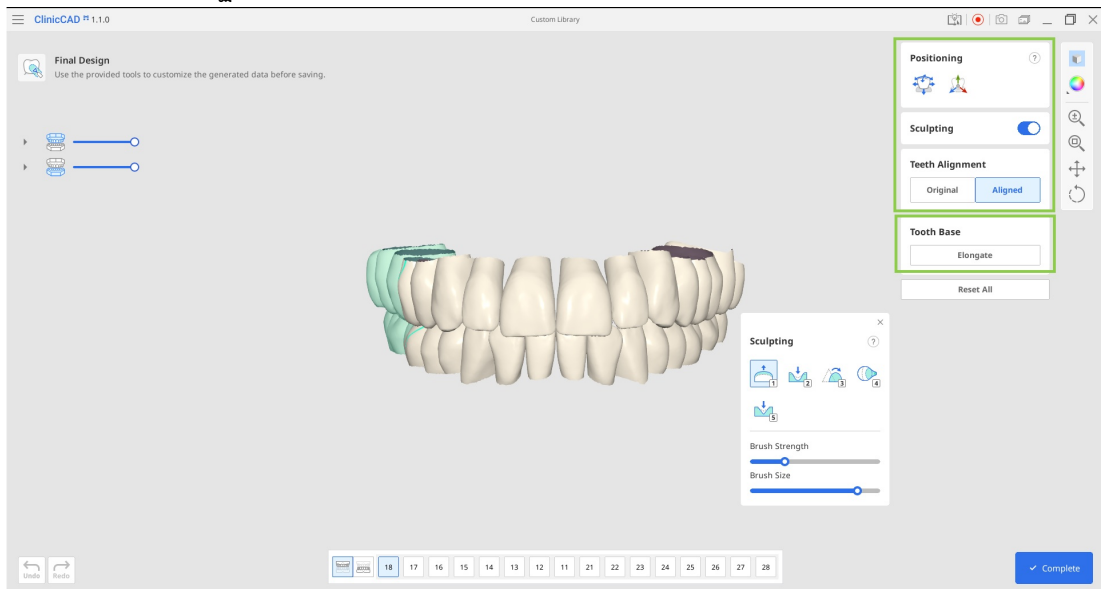 ClinicCAD 1.1.0
Custom Library
Final Design
Use the provided tools to customize the generated data before saving.
Positioning
?
Sculpting
Teeth Alignment
Original Aligned
Tooth Base
Elongate
Reset All
Sculpting
?
1 2 3 4
5
Brush Strength
Brush Size
Undo Redo
18 17 16 15 14 13 12 11 21 22 23 24 25 26 27 28
Complete